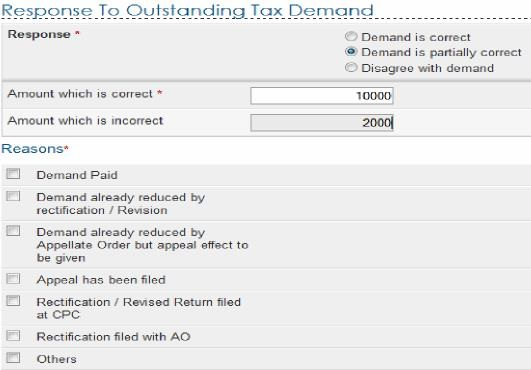 Response To Outstanding Tax Demand
Response *
Demand is correct
Demand is partially correct
Disagree with demand
Amount which is correct * 10000
Amount which is incorrect 2000
Reasons*
Demand Paid
Demand already reduced by
rectification / Revision
Demand already reduced by
Appellate Order but appeal effect to
be given
Appeal has been filed
Rectification / Revised Return filed
at CPC
Rectification filed with AO
Others